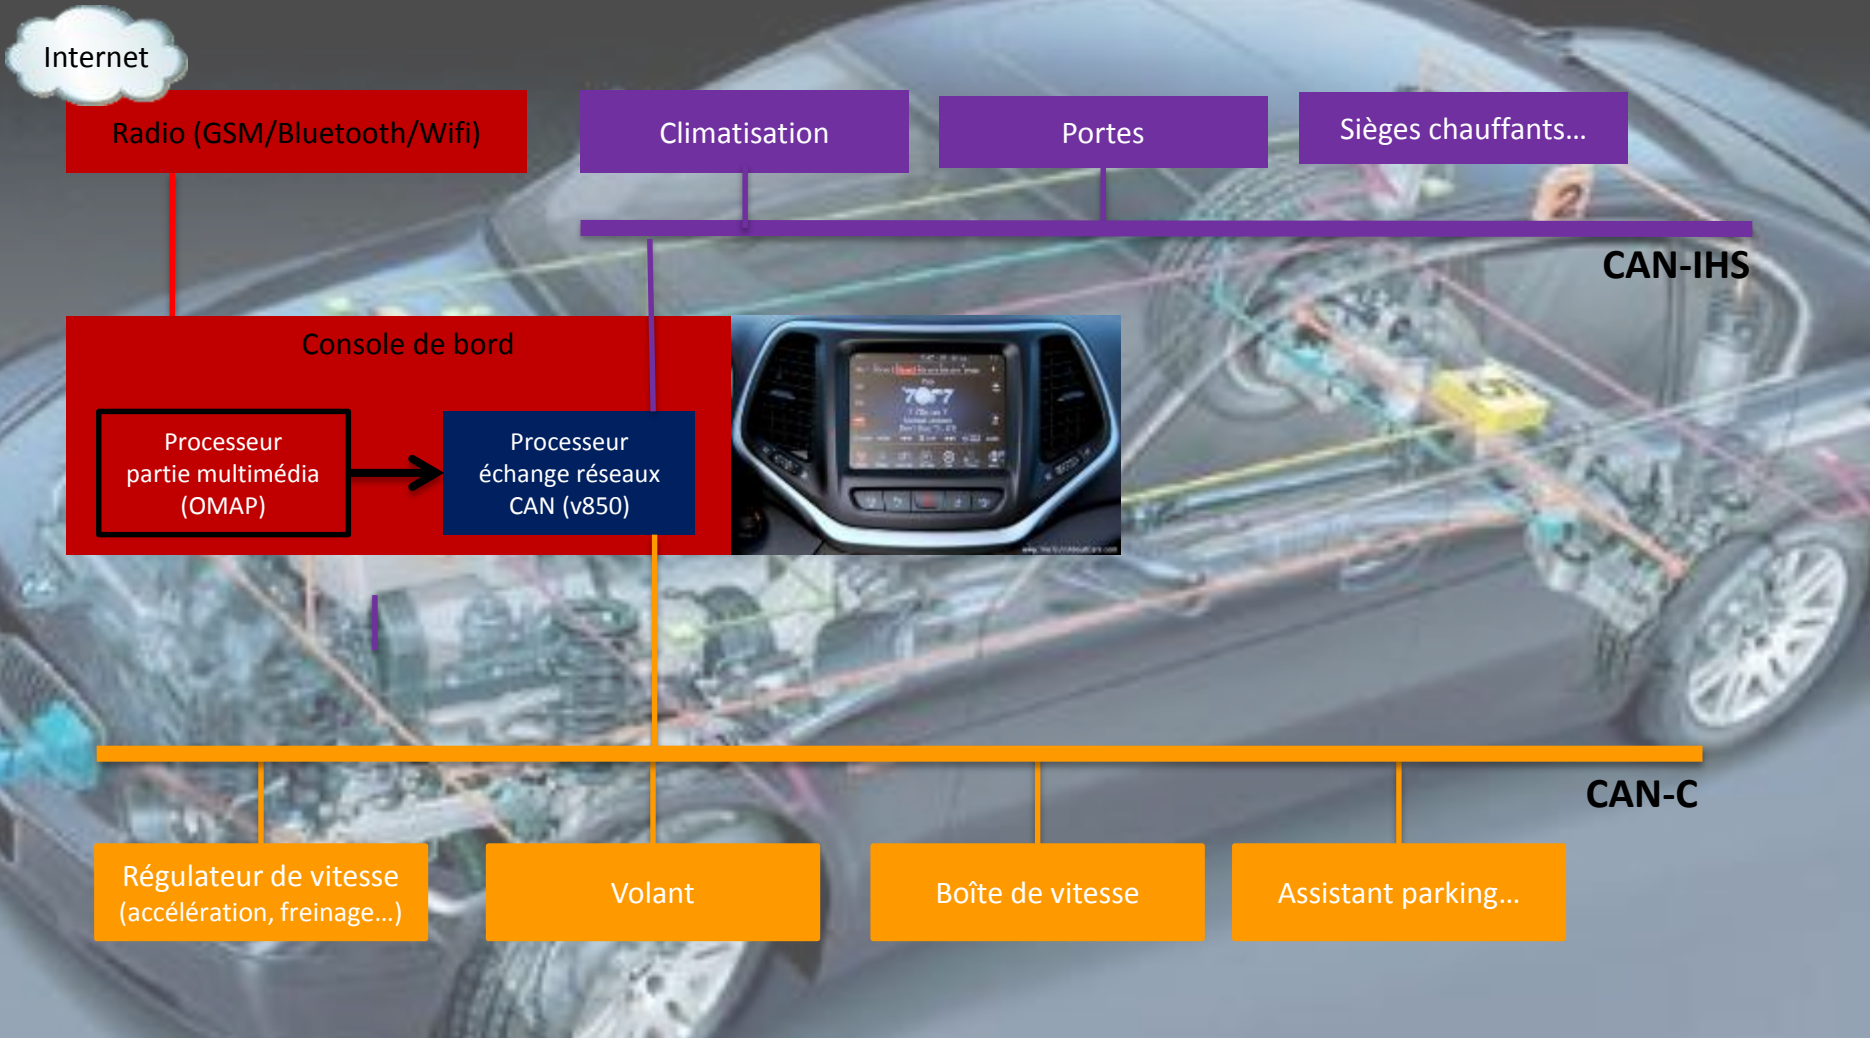 Internet
Radio (GSM/Bluetooth/Wifi)
Climatisation
Portes
Sièges chauffants...
CAN-IHS
Console de bord
Processeur
partie multimédia
(OMAP)
Processeur
échange réseaux
CAN (v850)
CAN-C
Régulateur de vitesse
(accélération, freinage...)
Volant
Boîte de vitesse
Assistant parking...